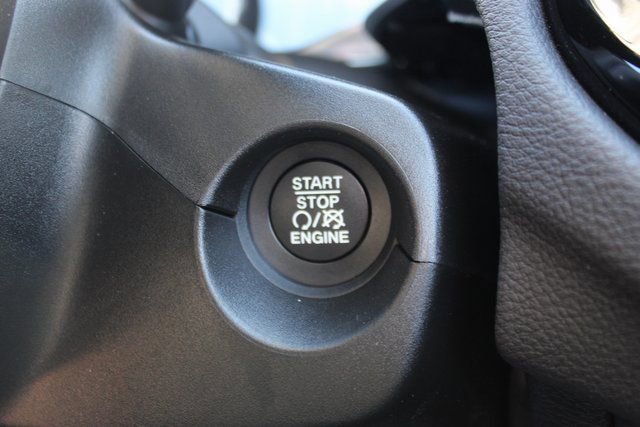 START
STOP
/
ENGINE